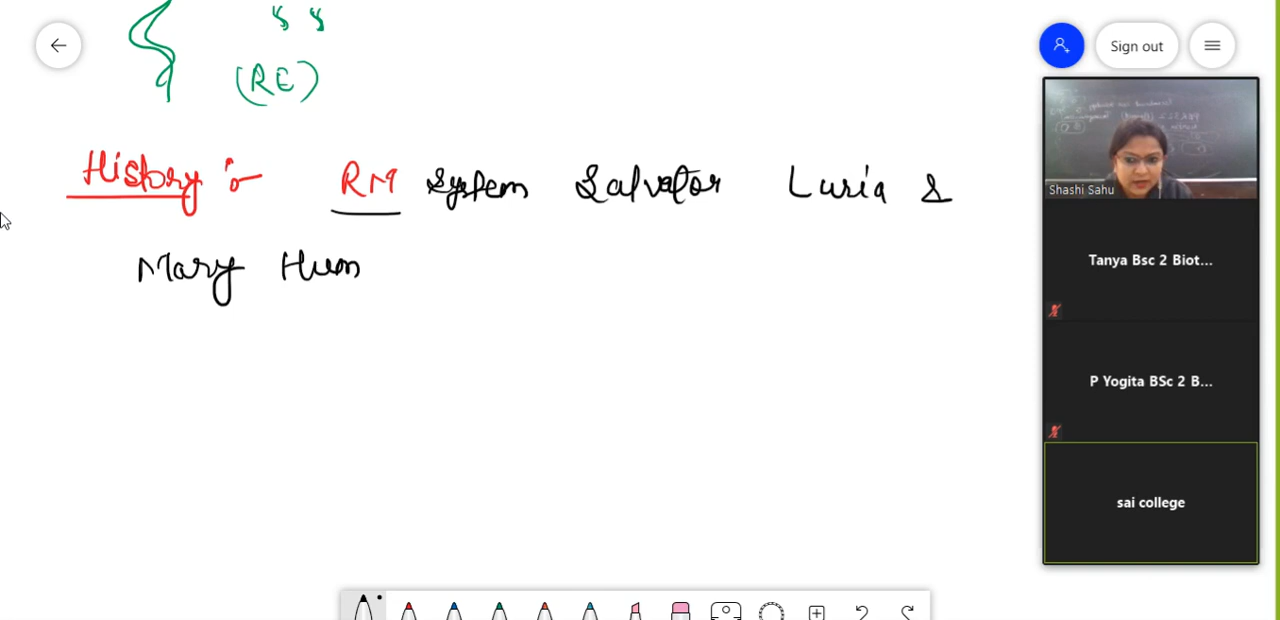 Sign out
(RE)
History :- RM System Salvator Luria &
Mary Hum
Shashi Sahu
Tanya Bsc 2 Biot...
P Yogita BSc 2 B...
sai college